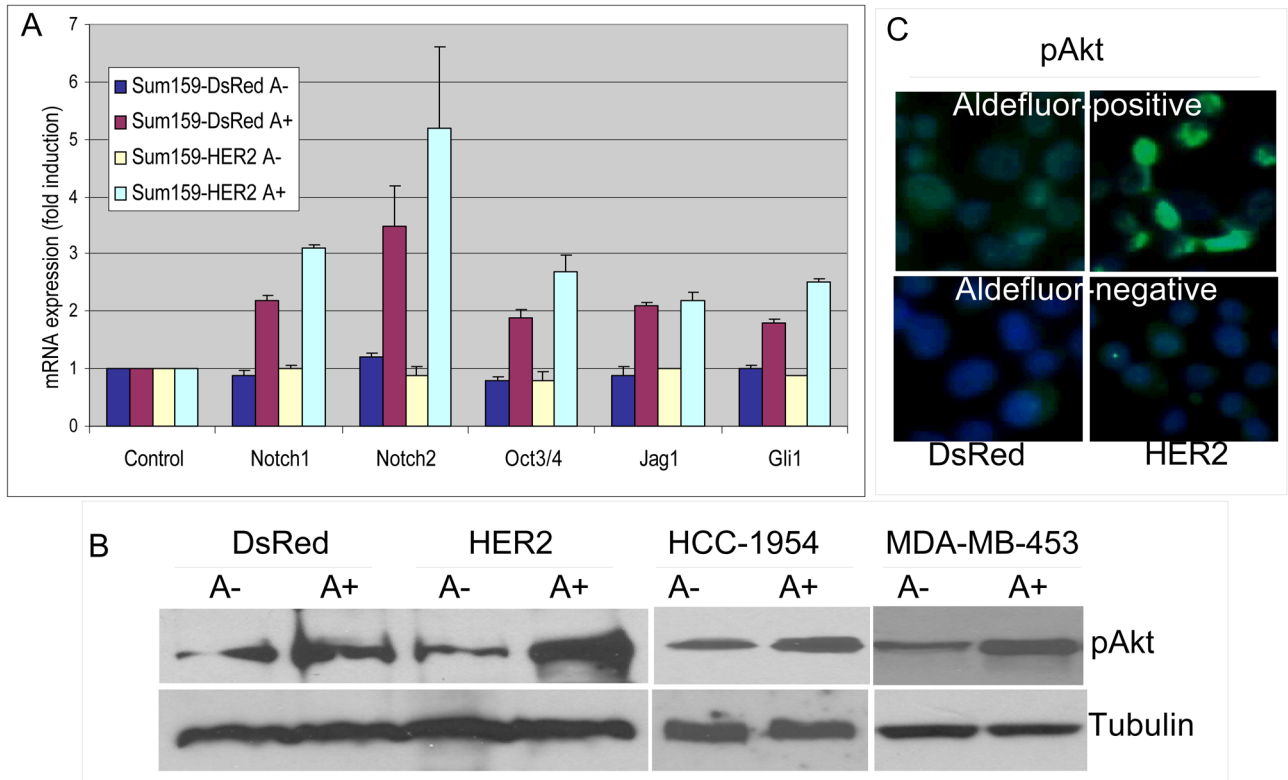 A
mRNA expression (fold induction)
7
6
5
4
3
2
1
0
Sum159-DsRed A-
Sum159-DsRed A+
Sum159-HER2 A-
Sum159-HER2 A+
Control Notch1 Notch2 Oct3/4 Jag1 Gli1
C
pAkt
Aldefluor-positive
Aldefluor-negative
DsRed HER2
B
DsRed HER2 HCC-1954 MDA-MB-453
A- A+ A- A+ A- A+ A- A+
pAkt
Tubulin